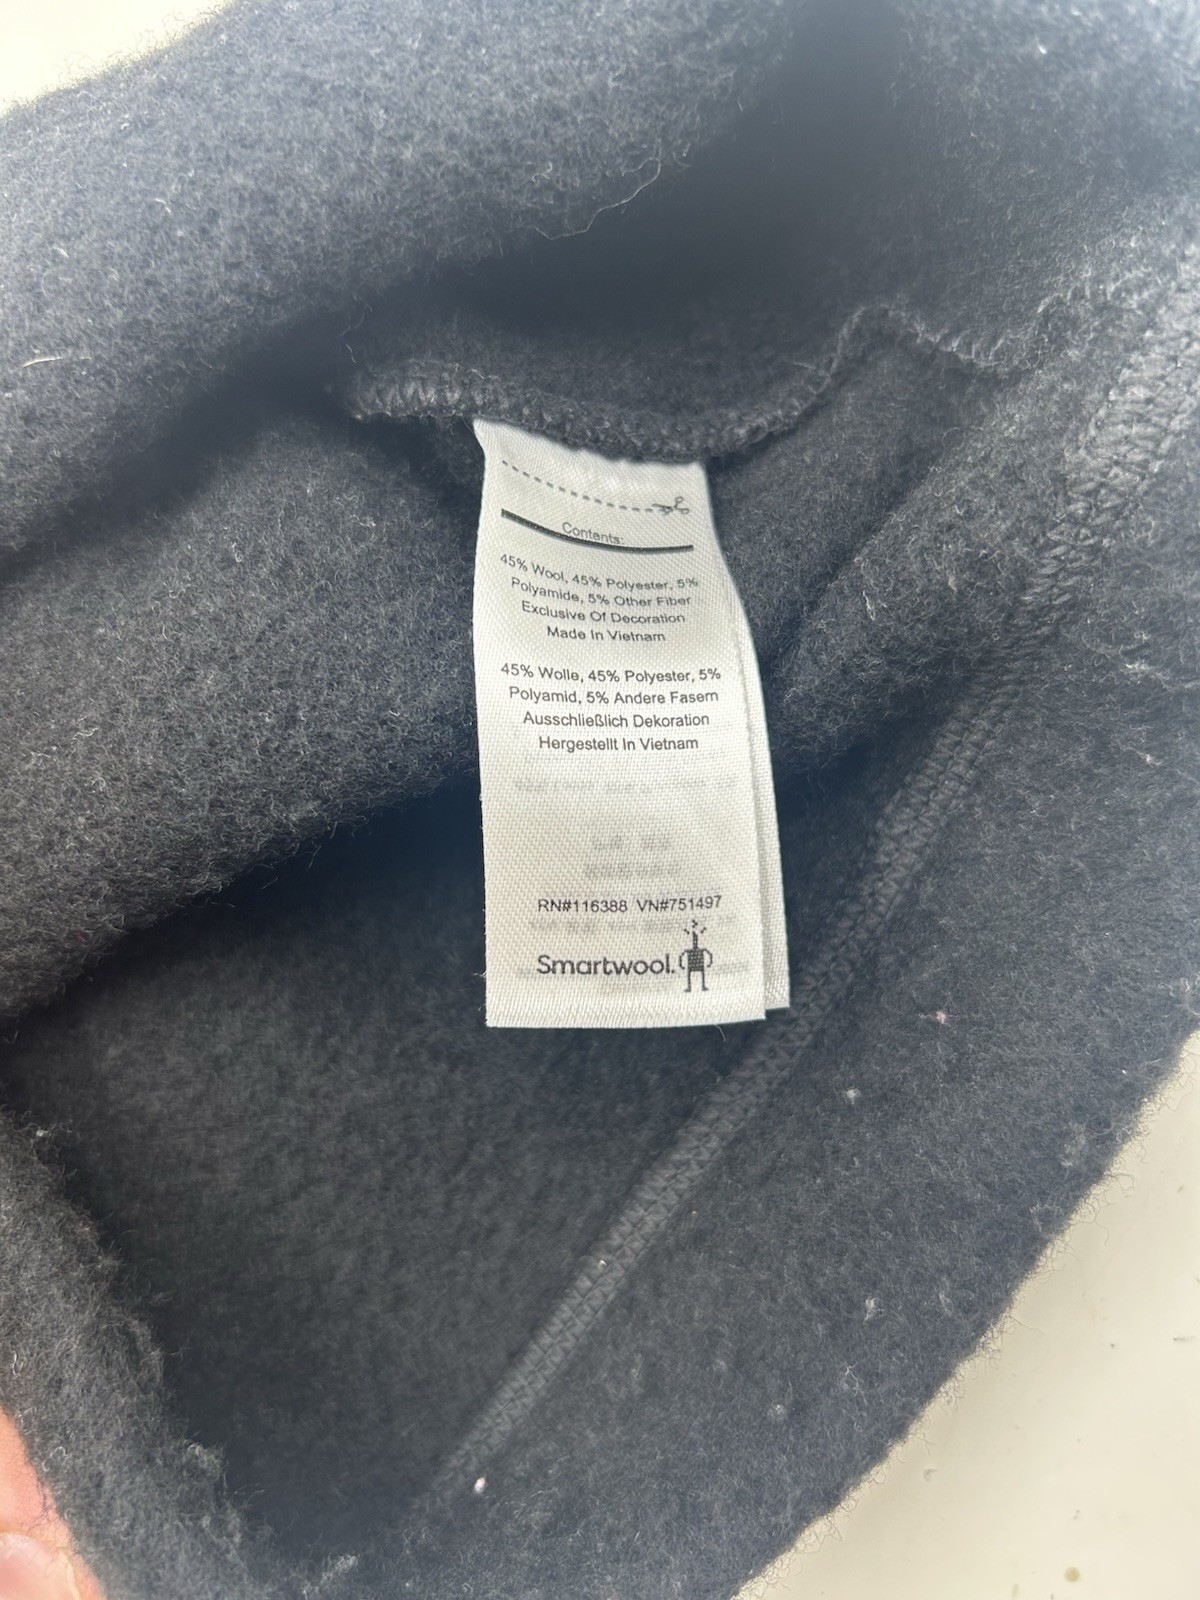 Contents:
45% Wool, 45% Polyester, 5%
Polyamide, 5% Other Fiber
Exclusive Of Decoration
Made In Vietnam
45% Wolle, 45% Polyester, 5%
Polyamid, 5% Andere Fasern
Ausschließlich Dekoration
Hergestellt In Vietnam
RN#116388 VN#751497
Smartwool.